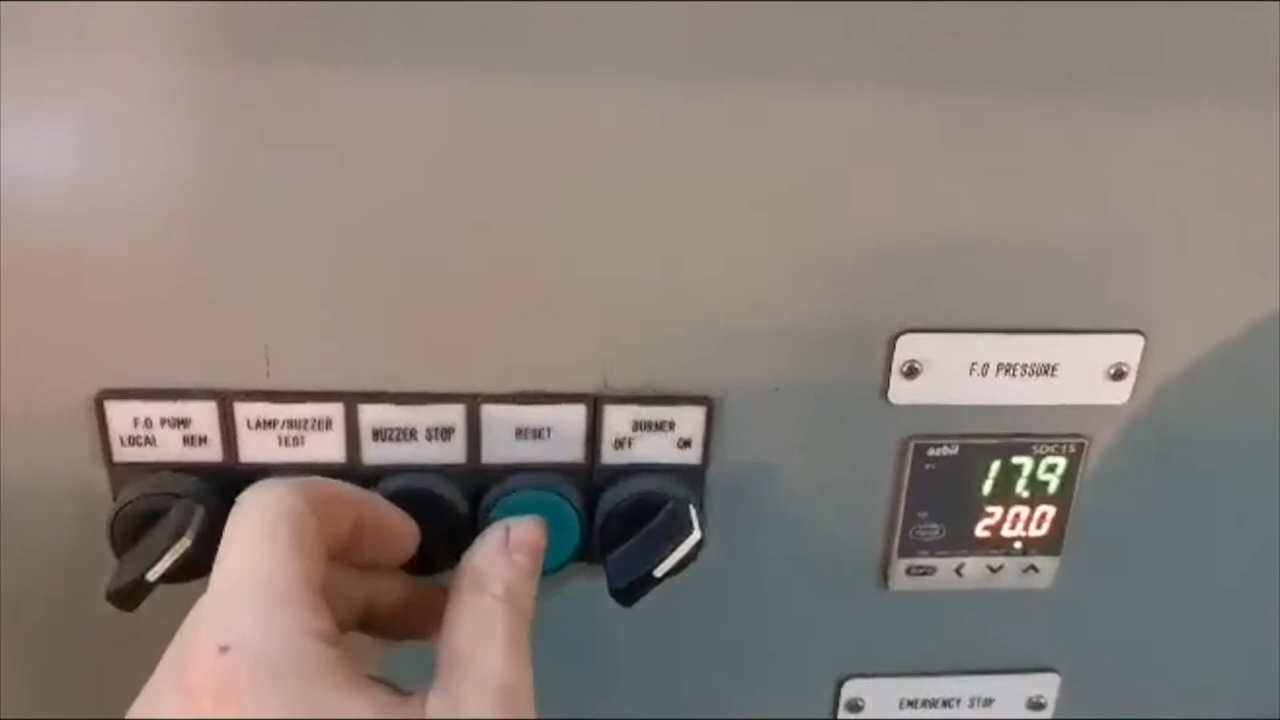 F.O PUMP
LOCAL REM
LAMP/BUZZER
TEST
BUZZER STOP
RESET
BURNER
OFF ON
F.O PRESSURE
azbil SDC15
17.9
20.0
EMERGENCY STOP